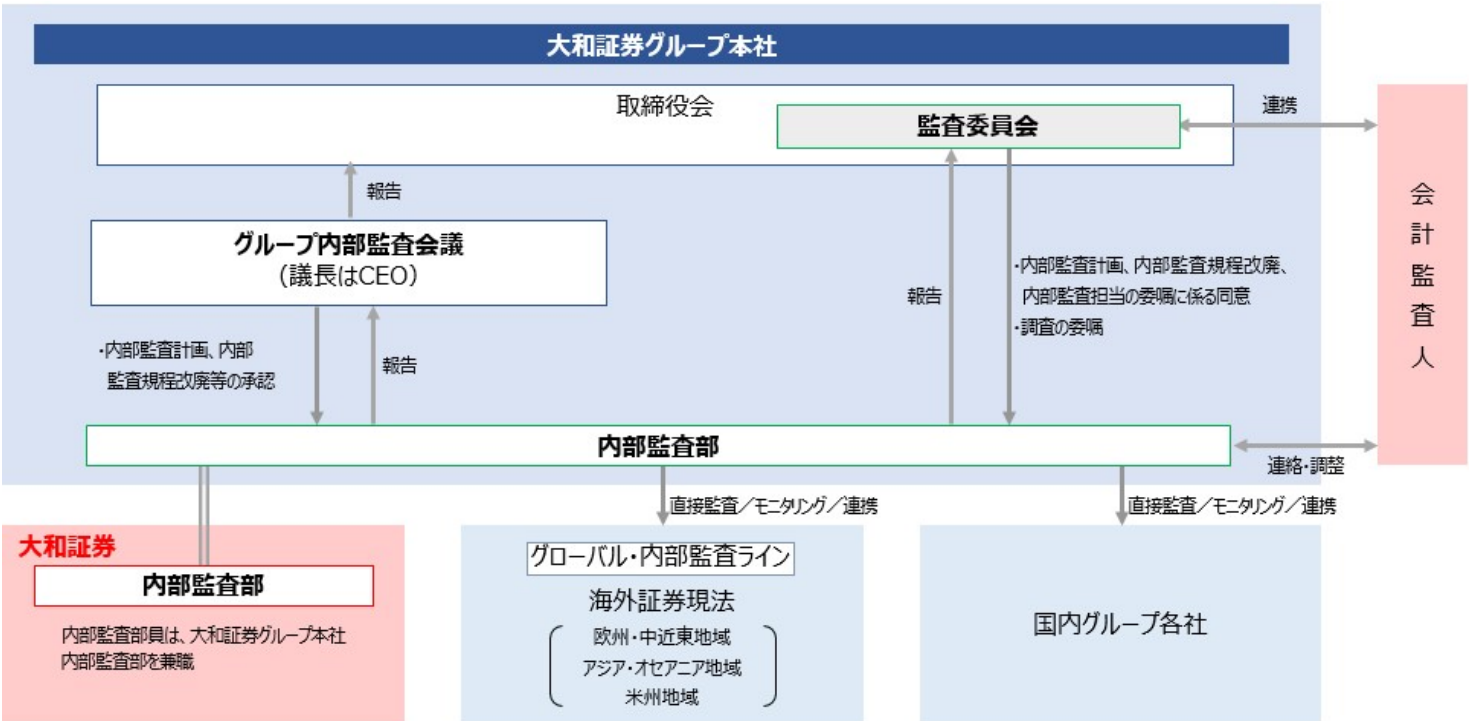 大和証券グループ本社
取締役会
監査委員会
連携
報告
グループ内部監査会議
（議長はCEO）
・内部監査計画、内部監査規程改廃、
内部監査担当の委嘱に係る同意
・調査の委嘱
報告
・内部監査計画、内部
監査規程改廃等の承認
報告
会計監査人
内部監査部
連絡・調整
直接監査／モニタリング／連携
直接監査／モニタリング／連携
大和証券
内部監査部
内部監査部員は、大和証券グループ本社
内部監査部を兼職
グローバル・内部監査ライン
海外証券現法
欧州・中近東地域
アジア・オセアニア地域
米州地域
国内グループ各社